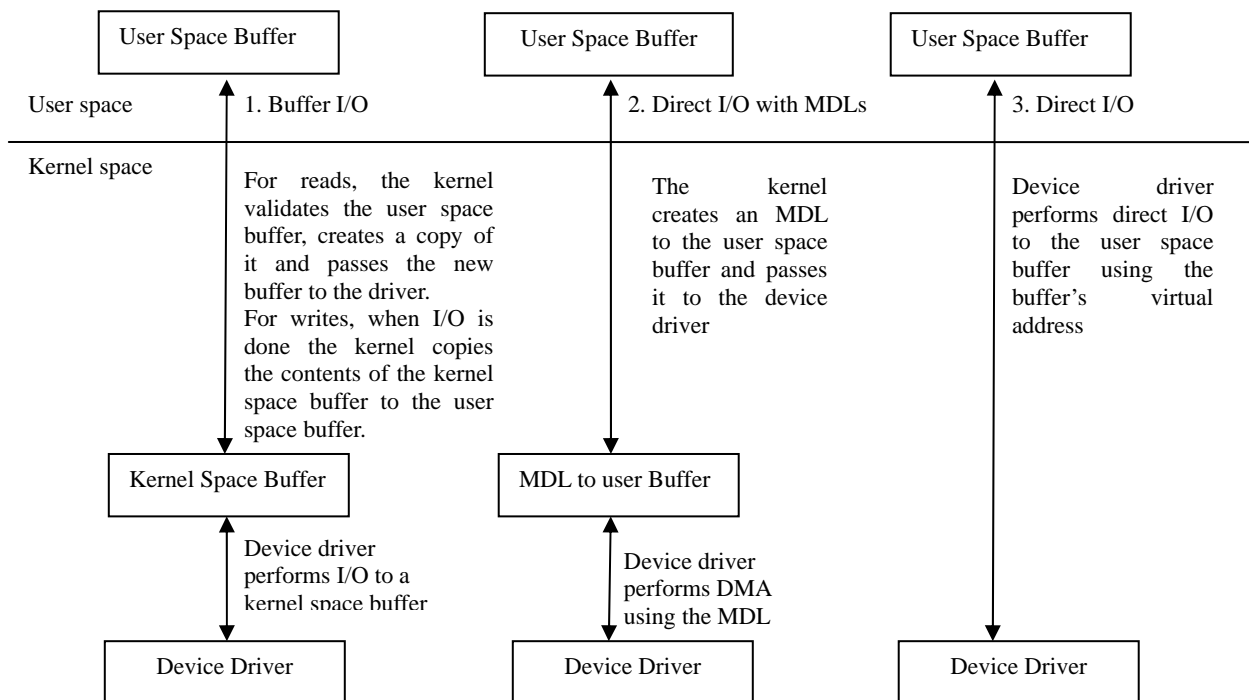 User Space Buffer
User Space Buffer
User Space Buffer
User space
1. Buffer I/O
2. Direct I/O with MDLs
3. Direct I/O
Kernel space
For reads, the kernel
validates the user space
buffer, creates a copy of
it and passes the new
buffer to the driver.
For writes, when I/O is
done the kernel copies
the contents of the kernel
space buffer to the user
space buffer.
The kernel
creates an MDL
to the user space
buffer and passes
it to the device
driver
Device driver
performs direct I/O
to the user space
buffer using the
buffer’s virtual
address
Kernel Space Buffer
MDL to user Buffer
Device driver
performs I/O to a
kernel space buffer
Device driver
performs DMA
using the MDL
Device Driver
Device Driver
Device Driver